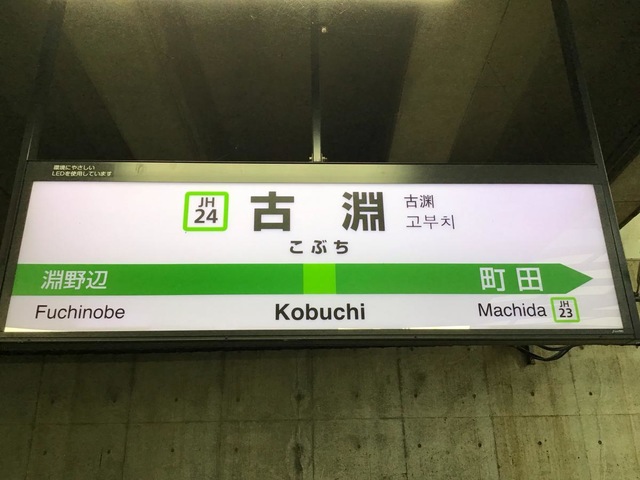 環境にやさしい
LEDを使用しています
JH
24
古淵
古渊
고부치
こぶち
淵野辺
町田
Fuchinobe
Kobuchi
Machida
JH
23